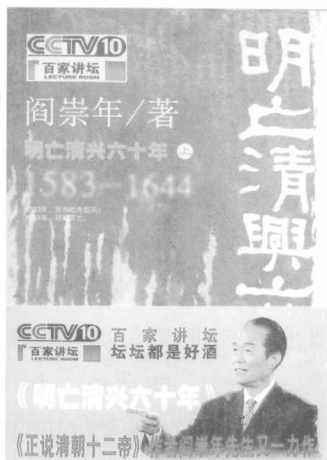 CCTV10
百家讲坛
LECTURE ROOM
阎崇年/著
明亡清兴六十年 上
1583—1644
明亡清興六
CCTV10
百家讲坛
LECTURE ROOM
百家讲坛
坛坛都是好酒
《明亡清兴六十年》
《正说清朝十二帝》作者阎崇年先生又一力作